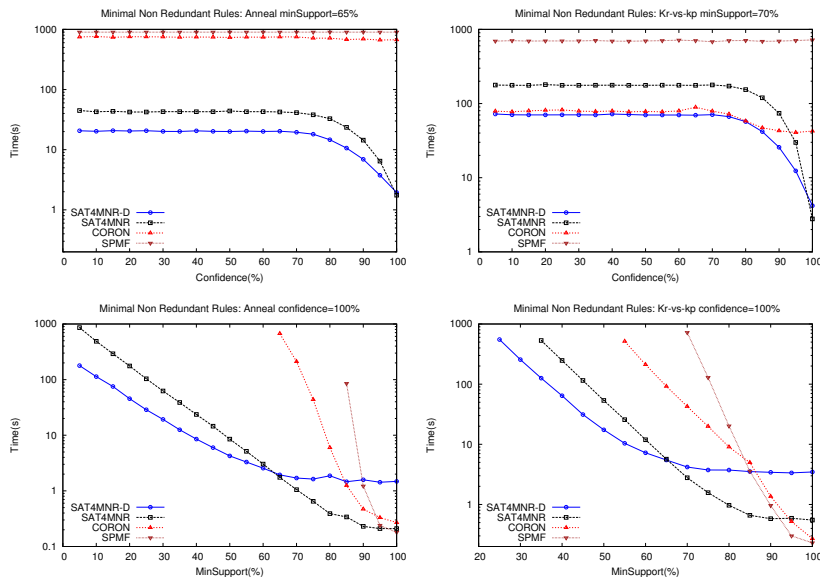 Minimal Non Redundant Rules: Anneal minSupport=65%
1000
100
10
1
Time(s)
SAT4MNR-D
SAT4MNR
CORON
SPMF
0 10 20 30 40 50 60 70 80 90 100
Confidence(%)
Minimal Non Redundant Rules: Kr-vs-kp minSupport=70%
1000
100
10
1
Time(s)
SAT4MNR-D
SAT4MNR
CORON
SPMF
0 10 20 30 40 50 60 70 80 90 100
Confidence(%)
Minimal Non Redundant Rules: Anneal confidence=100%
1000
100
10
1
0.1
Time(s)
SAT4MNR-D
SAT4MNR
CORON
SPMF
0 10 20 30 40 50 60 70 80 90 100
MinSupport(%)
Minimal Non Redundant Rules: Kr-vs-kp confidence=100%
1000
100
10
1
Time(s)
SAT4MNR-D
SAT4MNR
CORON
SPMF
20 30 40 50 60 70 80 90 100
MinSupport(%)